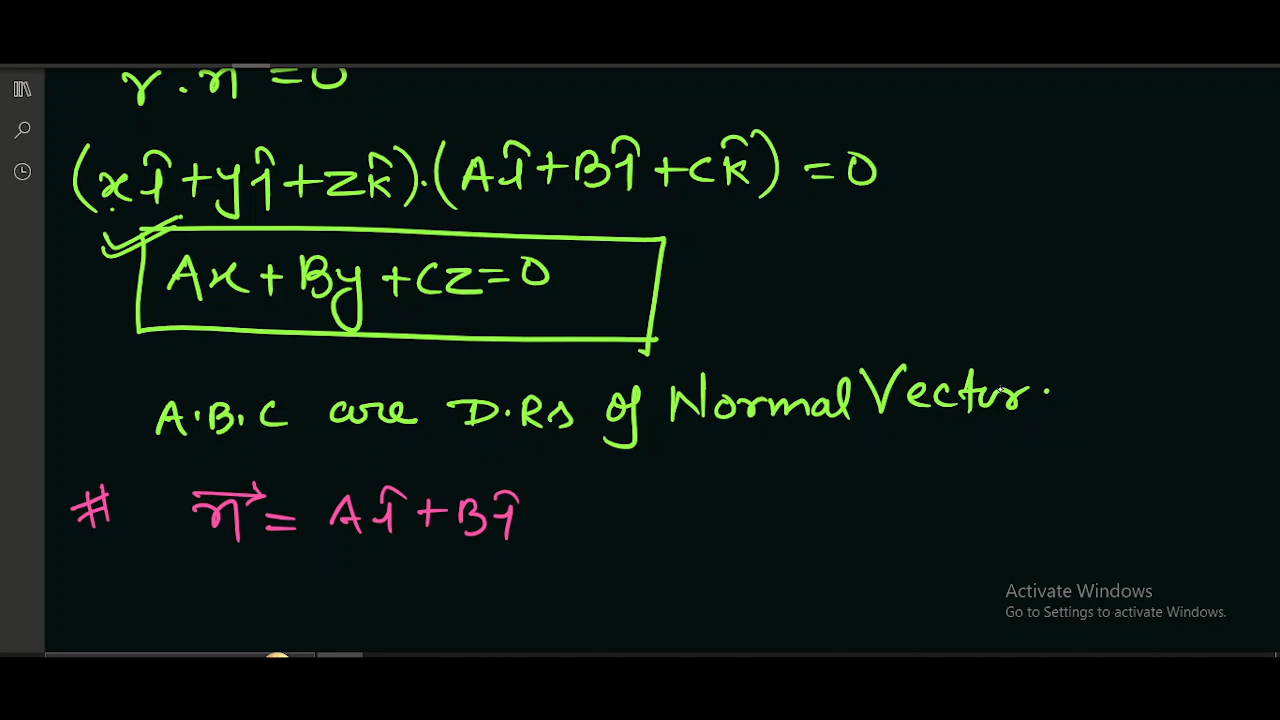 r . n = 0
(xî + yĵ + zk̂) . (Aî + Bĵ + Ck̂) = 0
Ax + By + Cz = 0
A.B.C are D.Rs of Normal Vector.
# n⃗ = Aî + Bĵ
Activate Windows
Go to Settings to activate Windows.